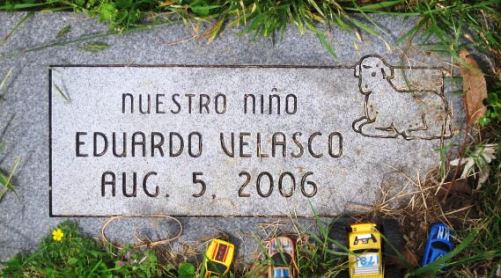 NUESTRO NIÑO
EDUARDO VELASCO
AUG. 5, 2006